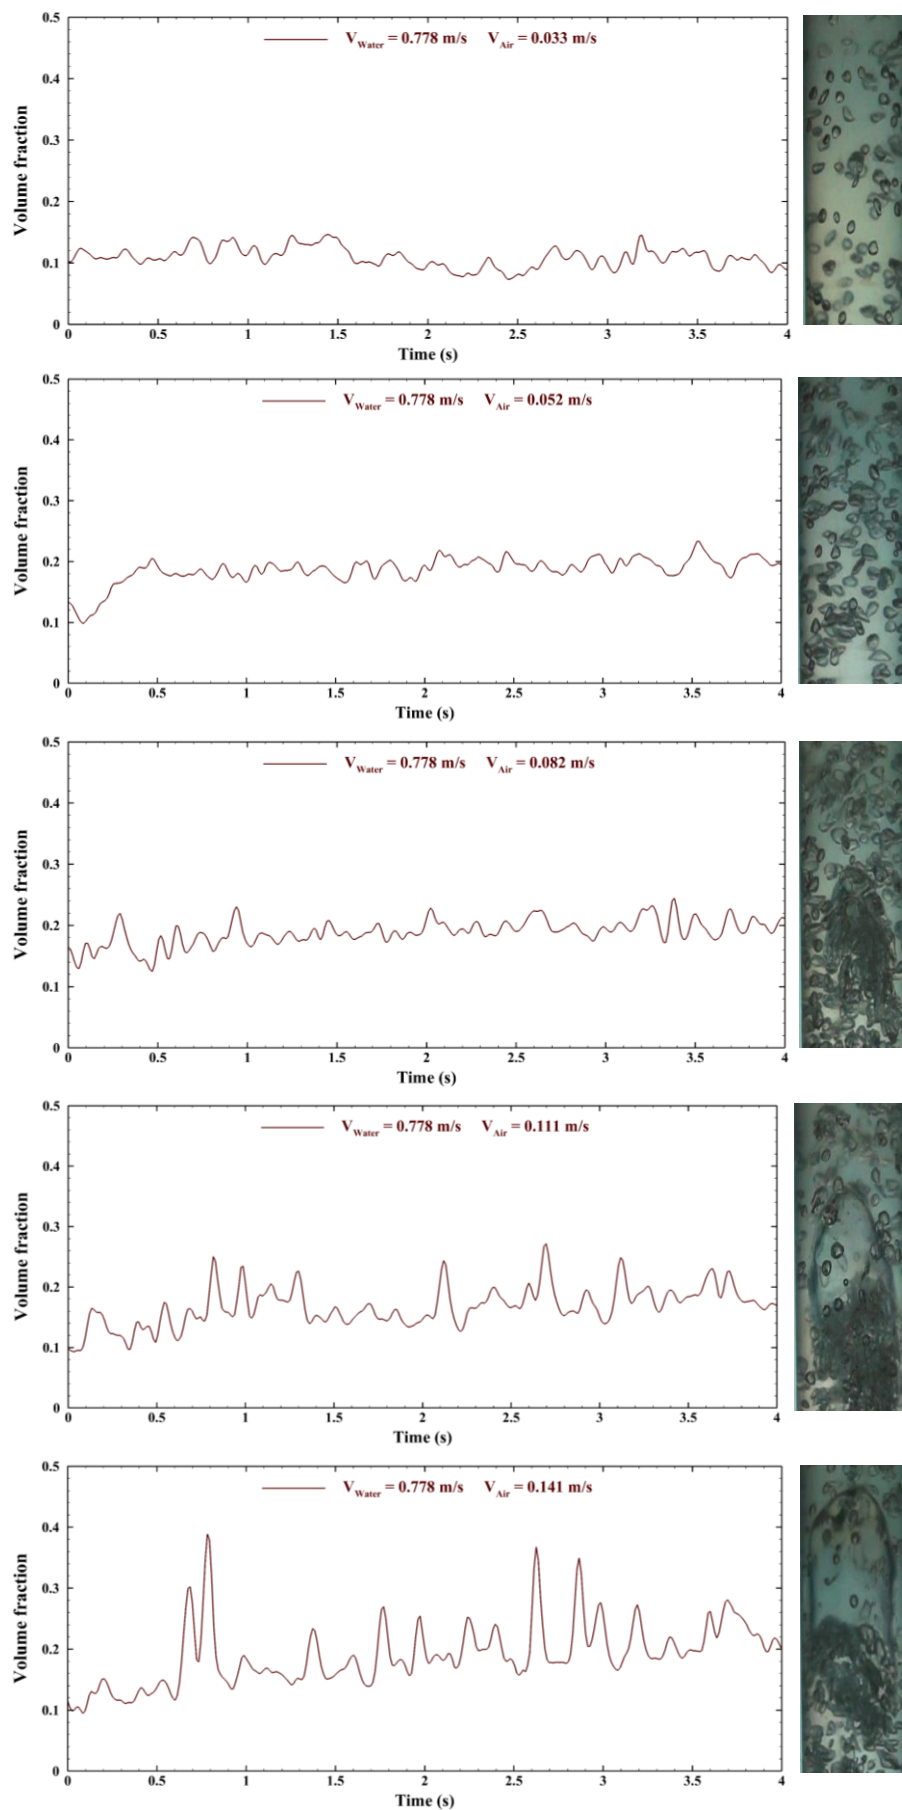 0.5
V_Water = 0.778 m/s V_Air = 0.033 m/s
0.4
0.3
Volume fraction
0.2
0.1
0
0 0.5 1 1.5 2 2.5 3 3.5 4
Time (s)
0.5
V_Water = 0.778 m/s V_Air = 0.052 m/s
0.4
0.3
Volume fraction
0.2
0.1
0
0 0.5 1 1.5 2 2.5 3 3.5 4
Time (s)
0.5
V_Water = 0.778 m/s V_Air = 0.082 m/s
0.4
0.3
Volume fraction
0.2
0.1
0
0 0.5 1 1.5 2 2.5 3 3.5 4
Time (s)
0.5
V_Water = 0.778 m/s V_Air = 0.111 m/s
0.4
0.3
Volume fraction
0.2
0.1
0
0 0.5 1 1.5 2 2.5 3 3.5 4
Time (s)
0.5
V_Water = 0.778 m/s V_Air = 0.141 m/s
0.4
0.3
Volume fraction
0.2
0.1
0
0 0.5 1 1.5 2 2.5 3 3.5 4
Time (s)